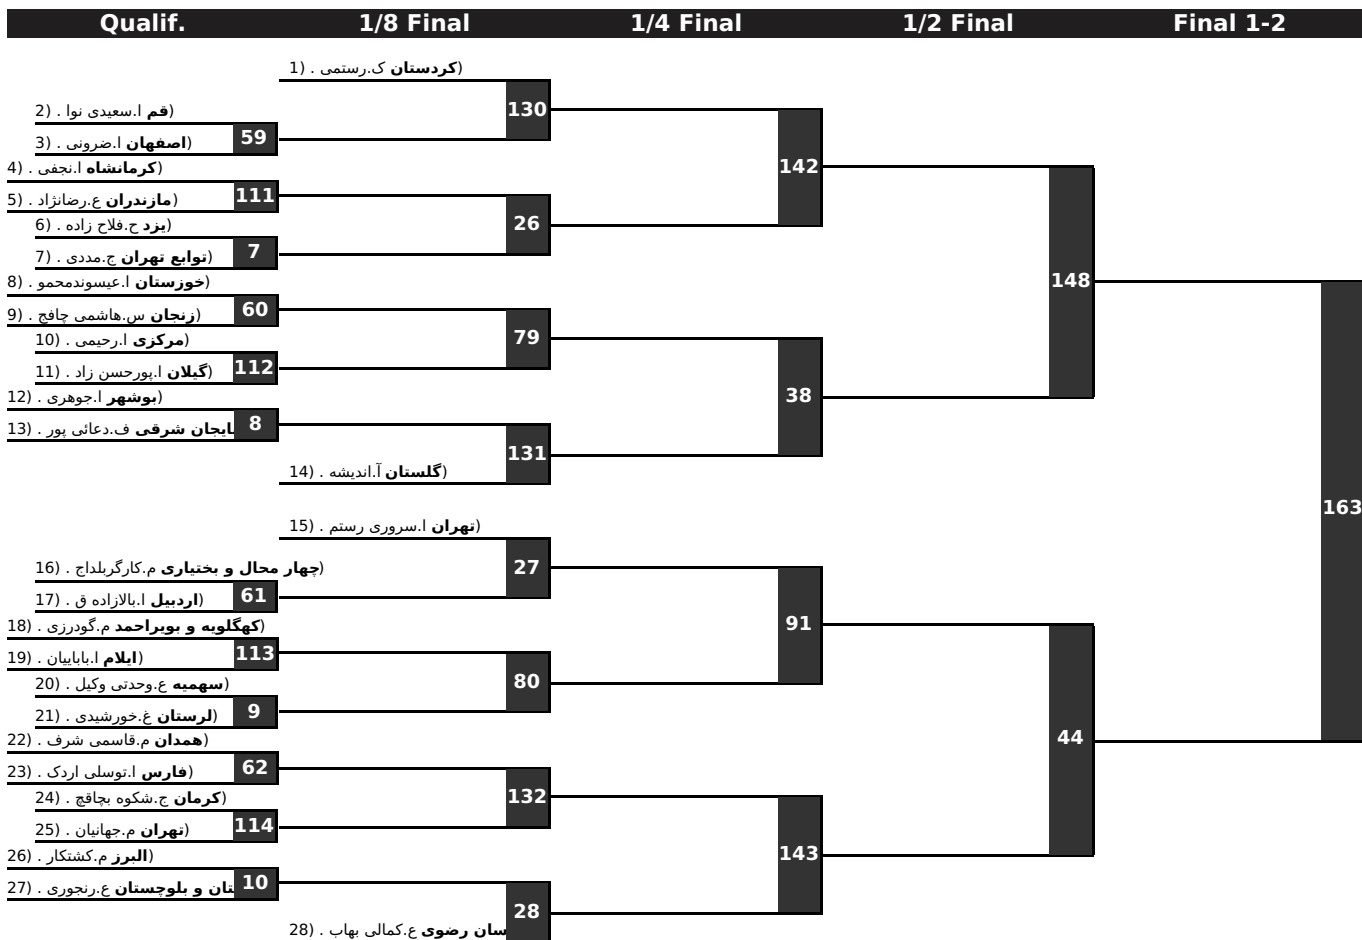 Qualif. 1/8 Final 1/4 Final 1/2 Final Final 1-2
1) . ک.رستمی کردستان)
130
2) . ا.سعیدی نوا قم)
59
3) . ا.ضرونی اصفهان)
142
4) . ا.نجفی کرمانشاه)
111
5) . ع.رضانژاد مازندران)
26
6) . ح.فلاح زاده یزد)
7
7) . ج.مددی توابع تهران)
148
8) . ا.عیسوندمحمو خوزستان)
60
9) . س.هاشمی چافج زنجان)
79
10) . ا.رحیمی مرکزی)
112
11) . ا.پورحسن زاد گیلان)
38
12) . ا.جوهری بوشهر)
8
13) . ف.دعائی پور ایجان شرقی
131
14) . آ.اندیشه گلستان)
163
15) . ا.سروری رستم تهران)
27
16) . م.کارگربلداج چهار محال و بختیاری)
61
17) . ا.بالازاده ق اردبیل)
91
18) . م.گودرزی کهگلویه و بویراحمد)
113
19) . ا.باباییان ایلام)
80
20) . ع.وحدتی وکیل سهمیه)
9
21) . غ.خورشیدی لرستان)
44
22) . م.قاسمی شرف همدان)
62
23) . ا.توسلی اردک فارس)
132
24) . ج.شکوه بچاقچ کرمان)
114
25) . م.جهانیان تهران)
143
26) . م.کشتکار البرز)
10
27) . ع.رنجوری تان و بلوچستان
28
28) . ع.کمالی بهاب سان رضوی